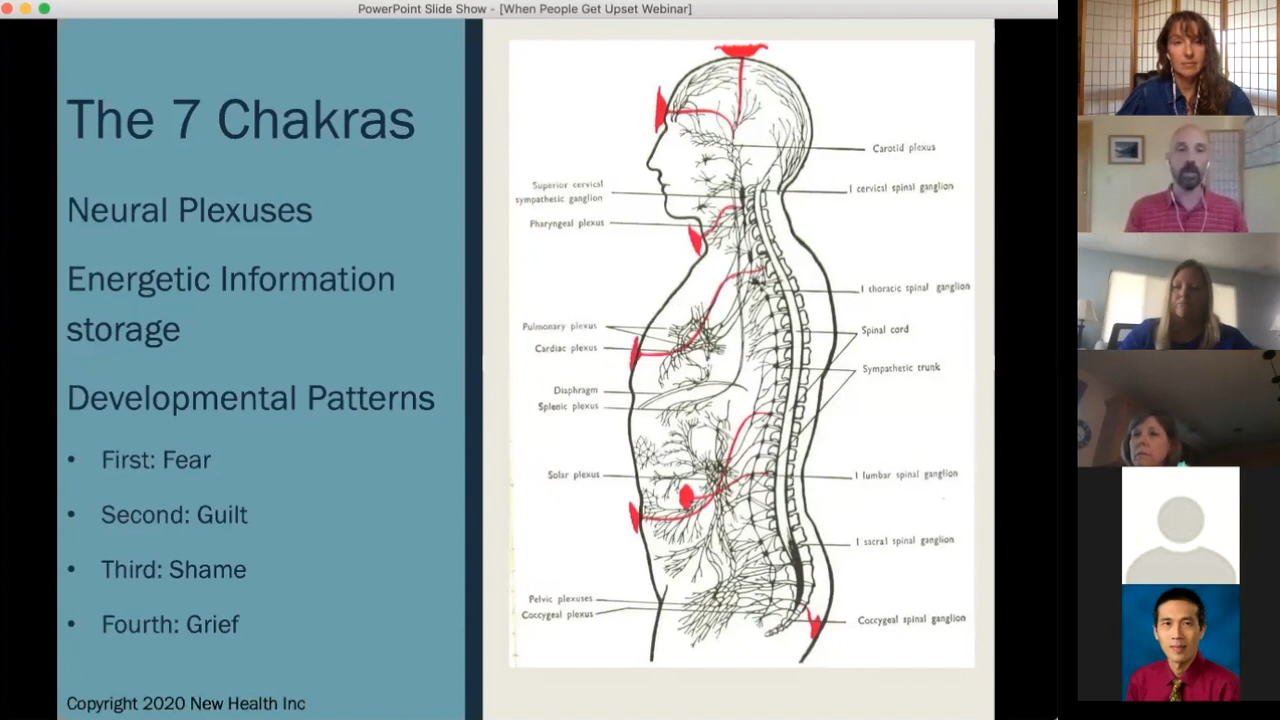 PowerPoint Slide Show - [When People Get Upset Webinar]
The 7 Chakras
Neural Plexuses
Energetic Information
storage
Developmental Patterns
• First: Fear
• Second: Guilt
• Third: Shame
• Fourth: Grief
Copyright 2020 New Health Inc
Superior cervical
sympathetic ganglion
Pharyngeal plexus
Pulmonary plexus
Cardiac plexus
Diaphragm
Splenic plexus
Solar plexus
Pelvic plexuses
Coccygeal plexus
Carotid plexus
I cervical spinal ganglion
I thoracic spinal ganglion
Spinal cord
Sympathetic trunk
I lumbar spinal ganglion
I sacral spinal ganglion
Coccygeal spinal ganglion